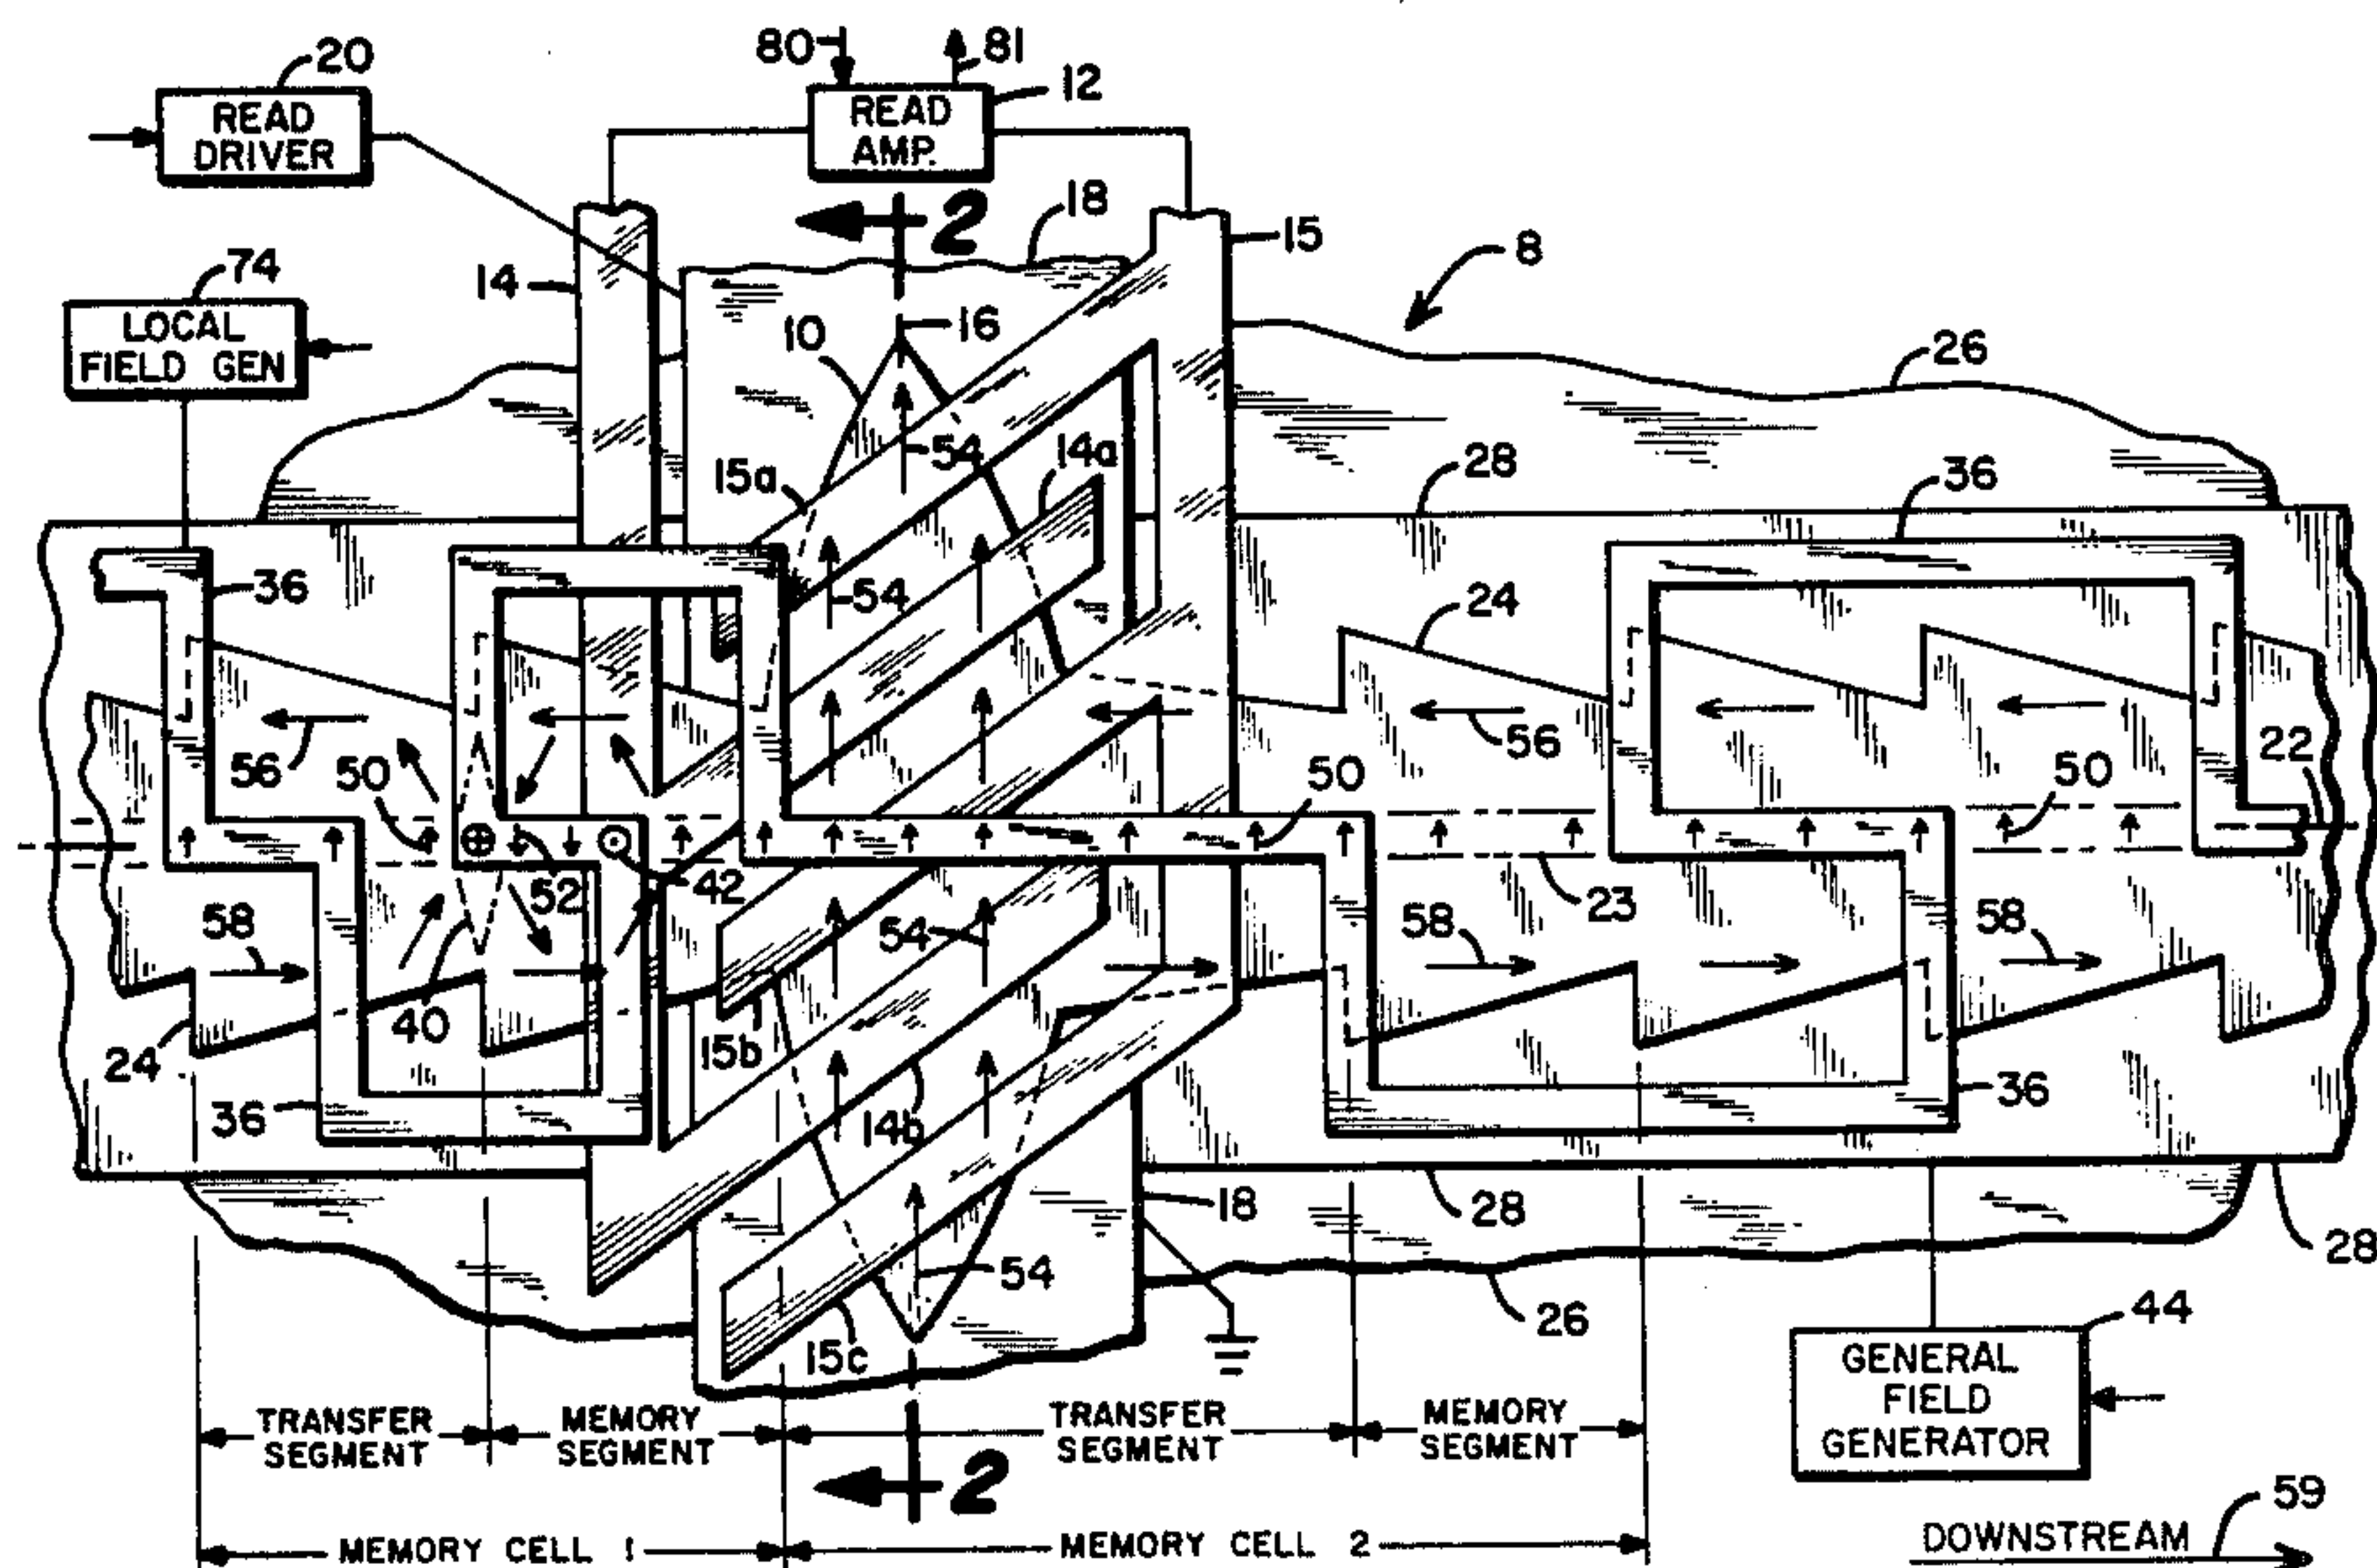 20
80
81
READ
DRIVER
READ
AMP.
12
2
18
74
14
15
8
LOCAL
FIELD GEN
10
16
26
54
14a
15a
28
36
36
54
24
56
50
56
50
50
22
52
42
58
54
23
58
58
40
24
15b
36
14b
36
18
28
28
54
26
44
15c
GENERAL
FIELD
GENERATOR
TRANSFER
SEGMENT
MEMORY
SEGMENT
TRANSFER
SEGMENT
MEMORY
SEGMENT
2
59
MEMORY CELL 1
MEMORY CELL 2
DOWNSTREAM